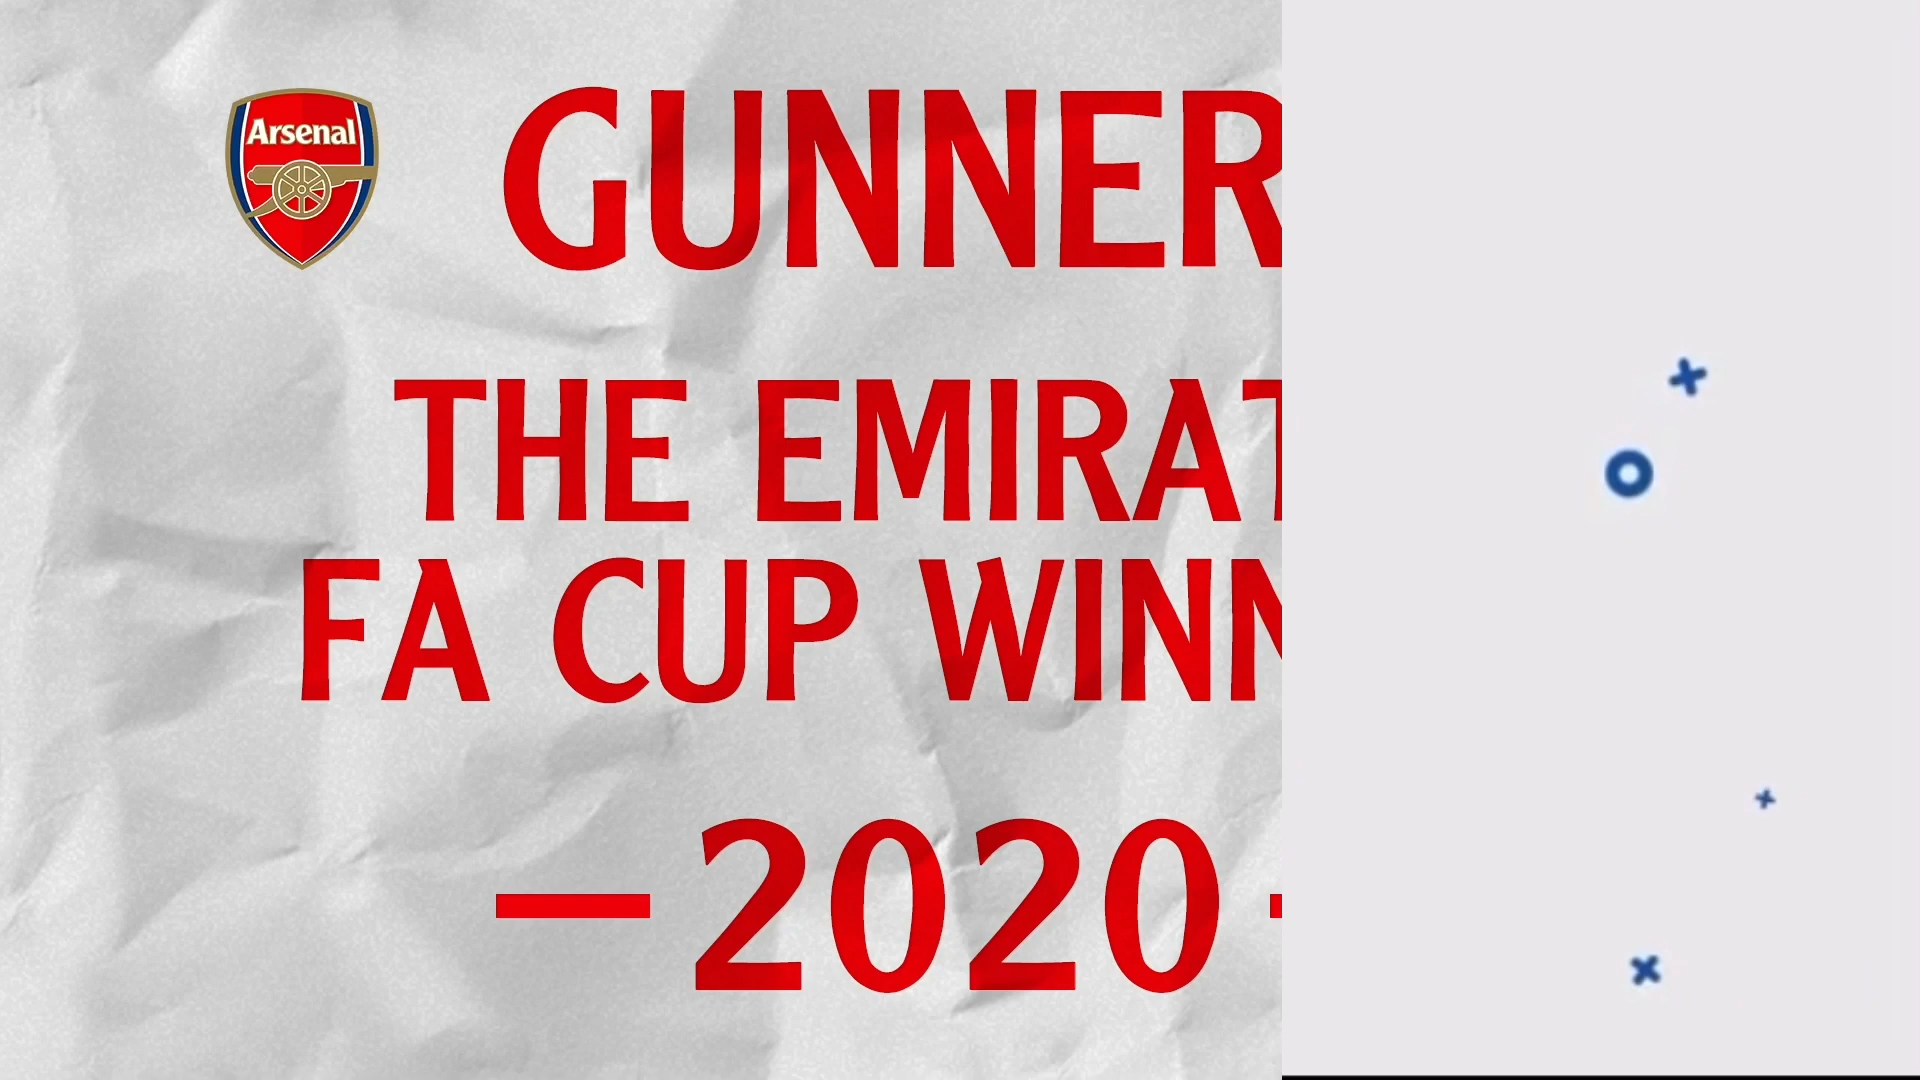 Arsenal
GUNNER
THE EMIRAT
FA CUP WINN
2020